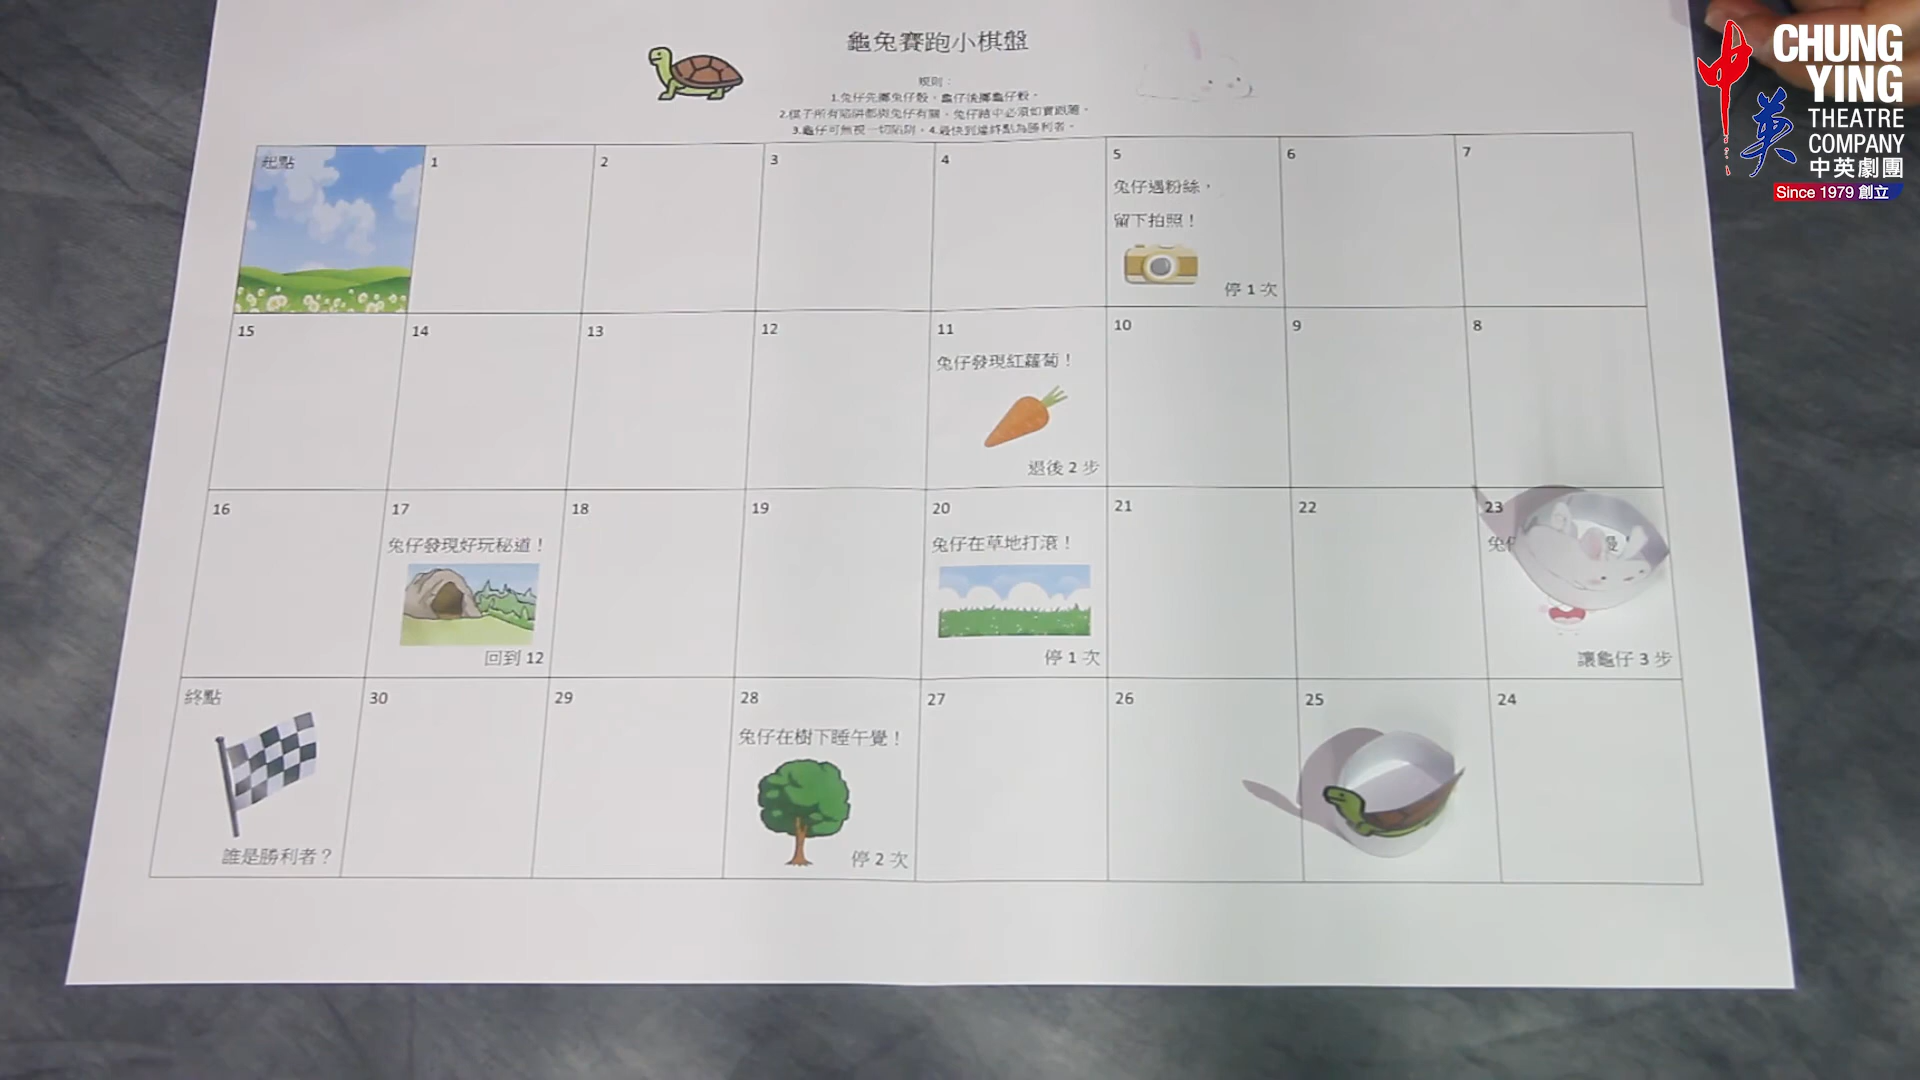 龜兔賽跑小棋盤
規則：
1.兔仔先擲兔仔骰，龜仔後擲龜仔骰。
2.棋子所有陷阱都與兔仔有關，兔仔踏中必須如實跟隨。
3.龜仔可無視一切陷阱。4.最快到達終點為勝利者。
起點
1
2
3
4
5
兔仔遇粉絲，
留下拍照！
停 1 次
6
7
15
14
13
12
11
兔仔發現紅蘿蔔！
退後 2 步
10
9
8
16
17
兔仔發現好玩秘道！
回到 12
18
19
20
兔仔在草地打滾！
停 1 次
21
22
23
兔仔
慢！
讓龜仔 3 步
終點
誰是勝利者？
30
29
28
兔仔在樹下睡午覺！
停 2 次
27
26
25
24
中英
CHUNG
YING
THEATRE
COMPANY
中英劇團
Since 1979 創立